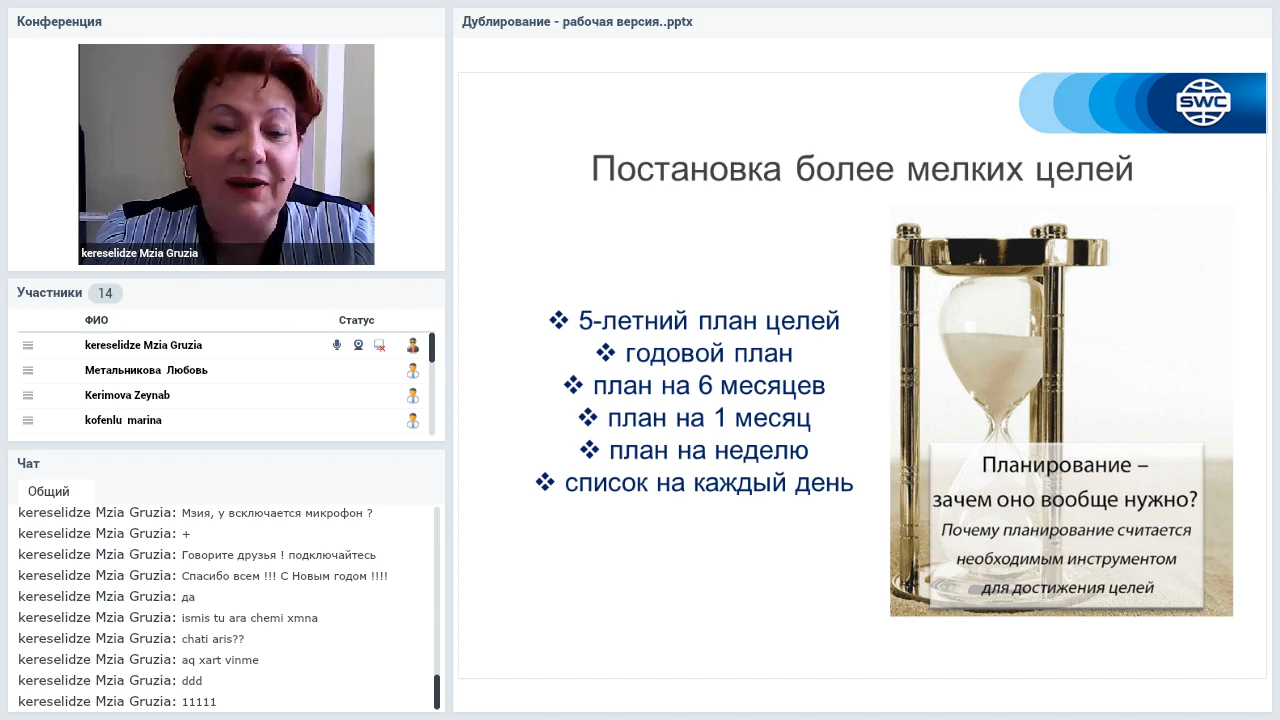 Конференция
kereselidze Mzia Gruzia
Участники 14
ФИО Статус
kereselidze Mzia Gruzia
Метальникова Любовь
Kerimova Zeynab
kofenlu marina
Чат
Общий
kereselidze Mzia Gruzia: Мзия, у всключается микрофон ?
kereselidze Mzia Gruzia: +
kereselidze Mzia Gruzia: Говорите друзья ! подключайтесь
kereselidze Mzia Gruzia: Спасибо всем !!! С Новым годом !!!!
kereselidze Mzia Gruzia: да
kereselidze Mzia Gruzia: ismis tu ara chemi xmna
kereselidze Mzia Gruzia: chati aris??
kereselidze Mzia Gruzia: aq xart vinme
kereselidze Mzia Gruzia: ddd
kereselidze Mzia Gruzia: 11111
Дублирование - рабочая версия..pptx
SWC
Постановка более мелких целей
❖ 5-летний план целей
❖ годовой план
❖ план на 6 месяцев
❖ план на 1 месяц
❖ план на неделю
❖ список на каждый день
Планирование –
зачем оно вообще нужно?
Почему планирование считается
необходимым инструментом
для достижения целей